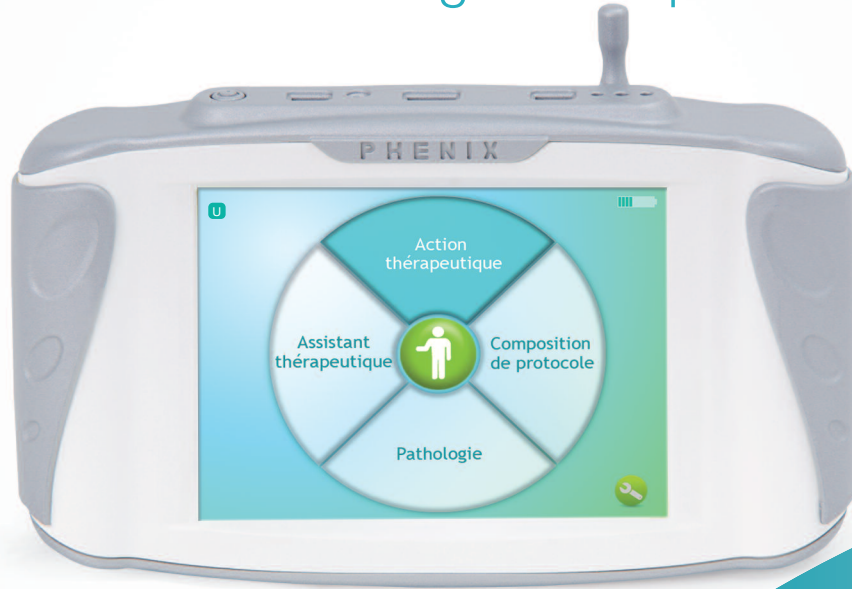 PHENIX
U
Action
thérapeutique
Assistant
thérapeutique
Composition
de protocole
Pathologie